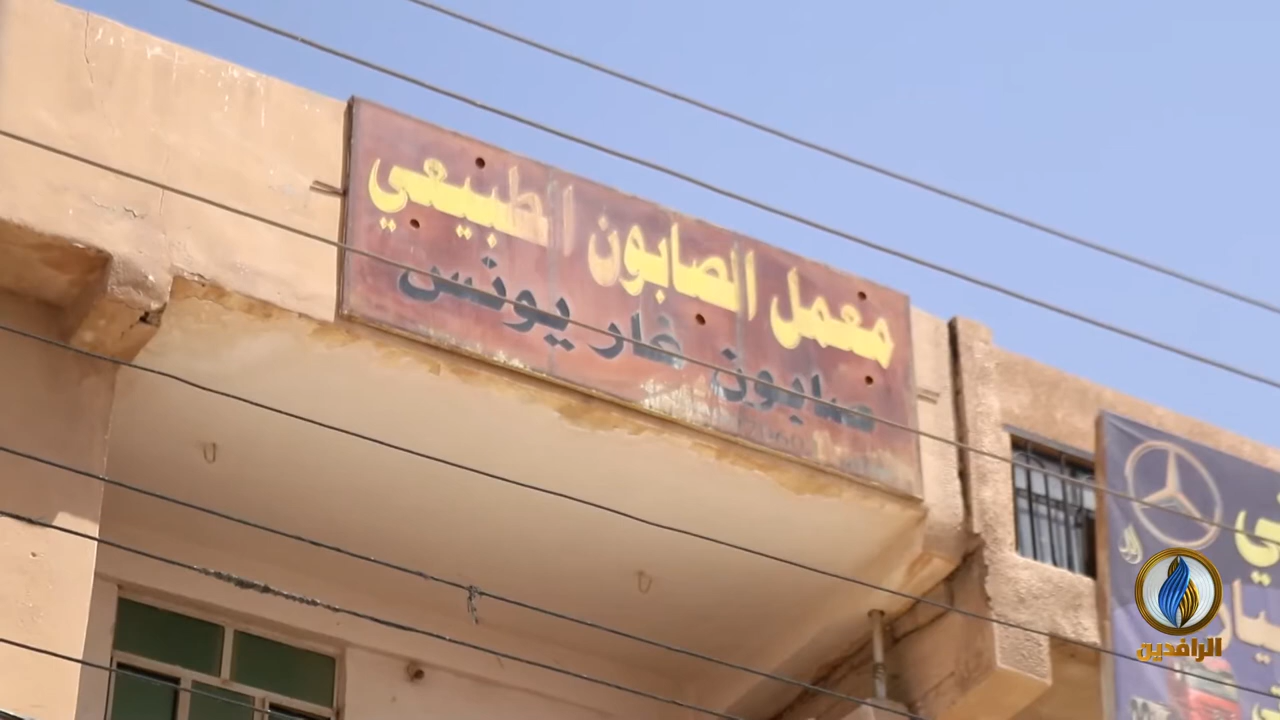 معمل الصابون الطبيعي
صابون غار يونس
الرافدين